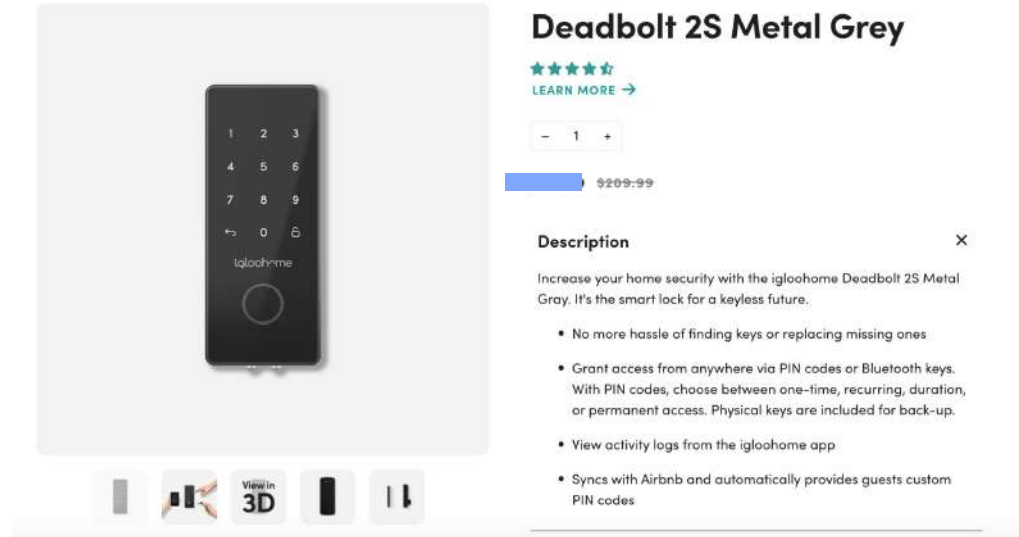 Deadbolt 2S Metal Grey
LEARN MORE →
− 1 +
$209.99
1 2 3
4 5 6
7 8 9
0
igloohome
View in
3D
Description ×
Increase your home security with the igloohome Deadbolt 2S Metal
Gray. It's the smart lock for a keyless future.
• No more hassle of finding keys or replacing missing ones
• Grant access from anywhere via PIN codes or Bluetooth keys.
With PIN codes, choose between one-time, recurring, duration,
or permanent access. Physical keys are included for back-up.
• View activity logs from the igloohome app
• Syncs with Airbnb and automatically provides guests custom
PIN codes